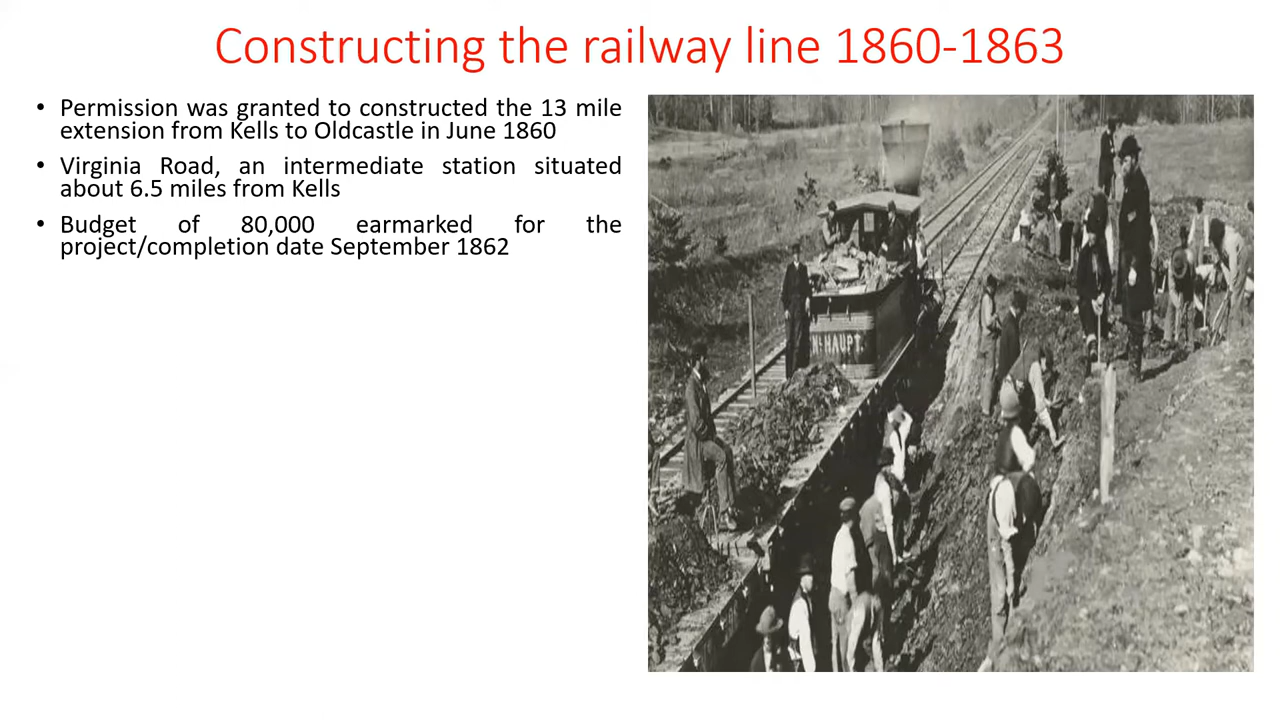 Constructing the railway line 1860-1863
• Permission was granted to constructed the 13 mile
extension from Kells to Oldcastle in June 1860
• Virginia Road, an intermediate station situated
about 6.5 miles from Kells
• Budget of 80,000 earmarked for the
project/completion date September 1862
HAUPT.